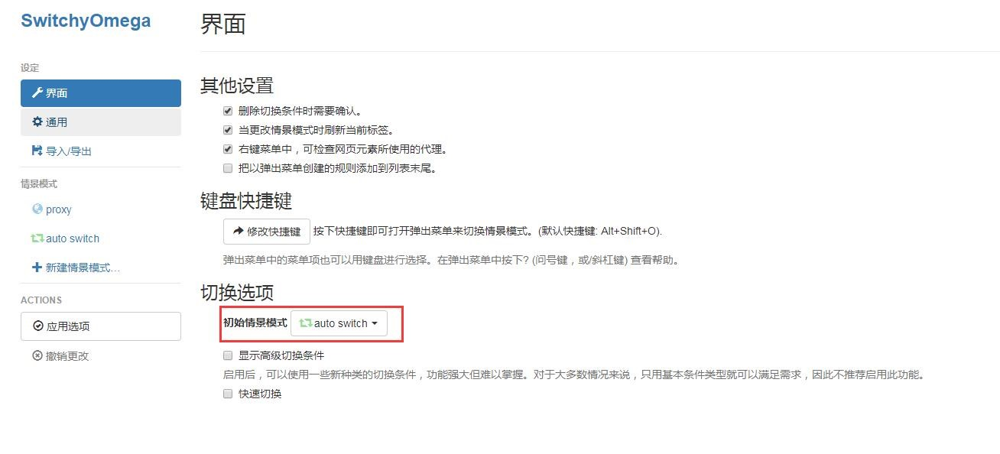 SwitchyOmega
设定
界面
通用
导入/导出
情景模式
proxy
auto switch
新建情景模式…
ACTIONS
应用选项
撤销更改
界面
其他设置
删除切换条件时需要确认。
当更改情景模式时刷新当前标签。
右键菜单中，可检查网页元素所使用的代理。
把以弹出菜单创建的规则添加到列表末尾。
键盘快捷键
修改快捷键 按下快捷键即可打开弹出菜单来切换情景模式。(默认快捷键: Alt+Shift+O).
弹出菜单中的菜单项也可以用键盘进行选择。在弹出菜单中按下? (问号键，或/斜杠键) 查看帮助。
切换选项
初始情景模式 auto switch
显示高级切换条件
启用后，可以使用一些新种类的切换条件，功能强大但难以掌握。对于大多数情况来说，只用基本条件类型就可以满足需求，因此不推荐启用此功能。
快速切换